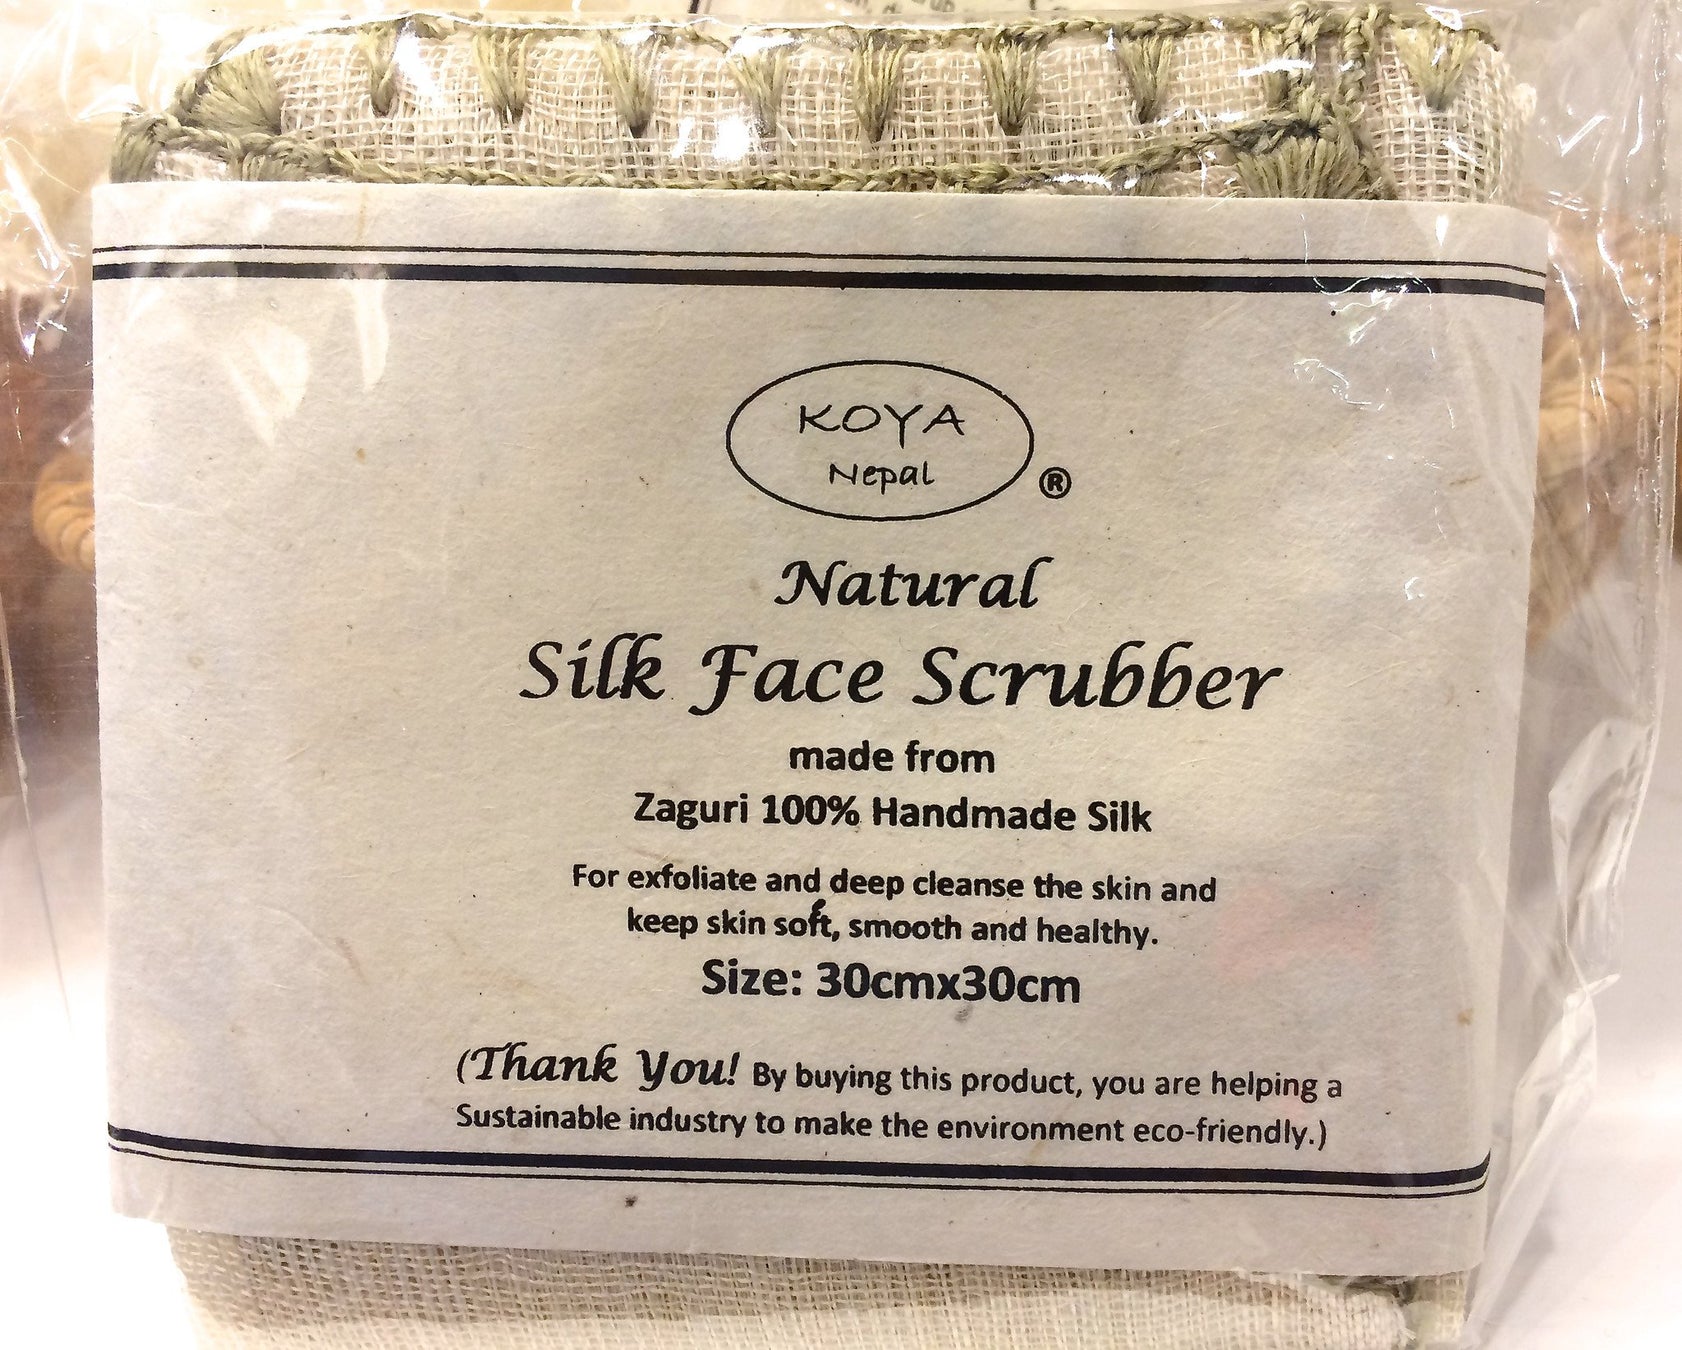 KOYA
Nepal
®
Natural
Silk Face Scrubber
made from
Zaguri 100% Handmade Silk
For exfoliate and deep cleanse the skin and
keep skin soft, smooth and healthy.
Size: 30cmx30cm
(Thank You! By buying this product, you are helping a
Sustainable industry to make the environment eco-friendly.)